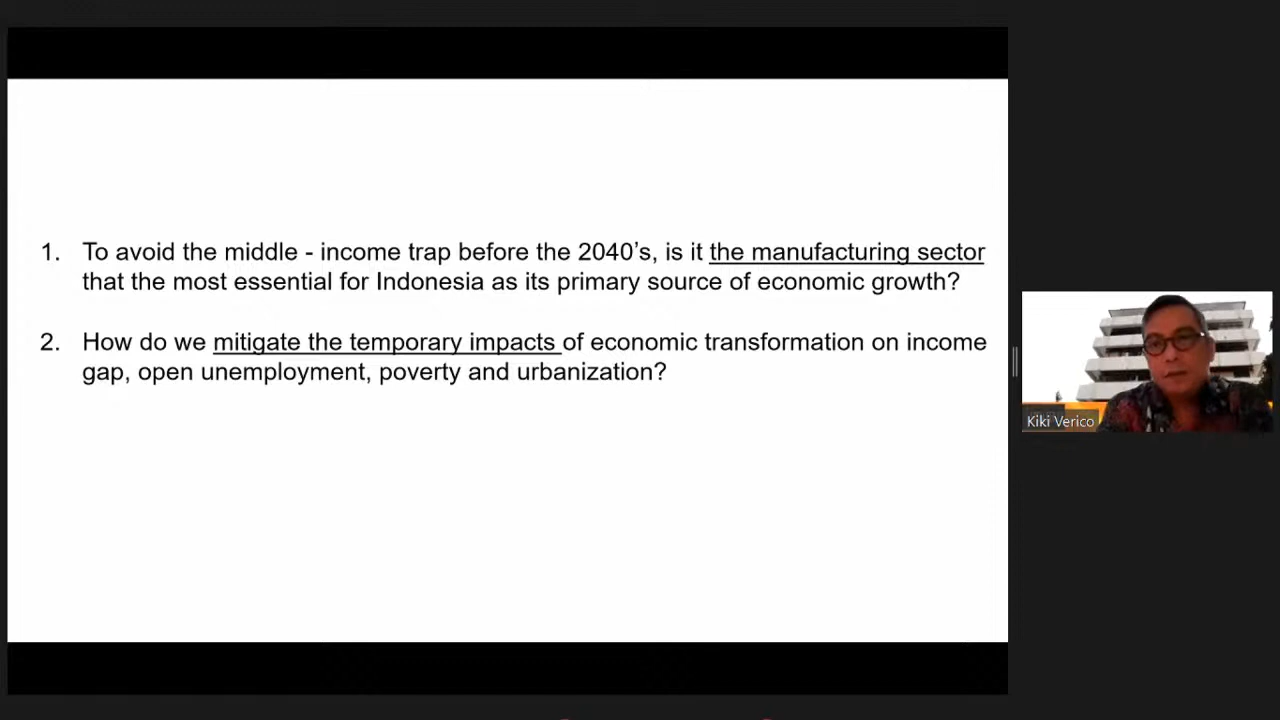 1. To avoid the middle - income trap before the 2040’s, is it the manufacturing sector
that the most essential for Indonesia as its primary source of economic growth?
2. How do we mitigate the temporary impacts of economic transformation on income
gap, open unemployment, poverty and urbanization?
Kiki Verico